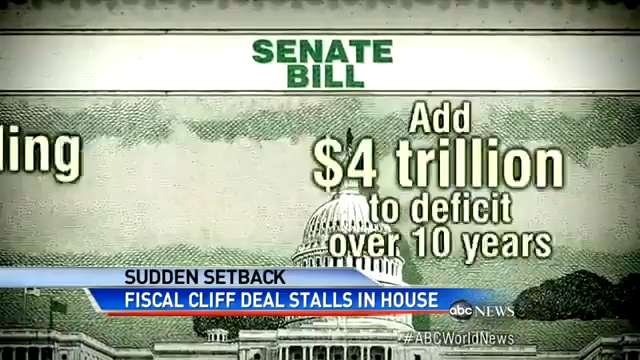 SENATE
BILL
ling
Add
$4 trillion
to deficit
over 10 years
SUDDEN SETBACK
FISCAL CLIFF DEAL STALLS IN HOUSE
abc NEWS
#ABCWorldNews